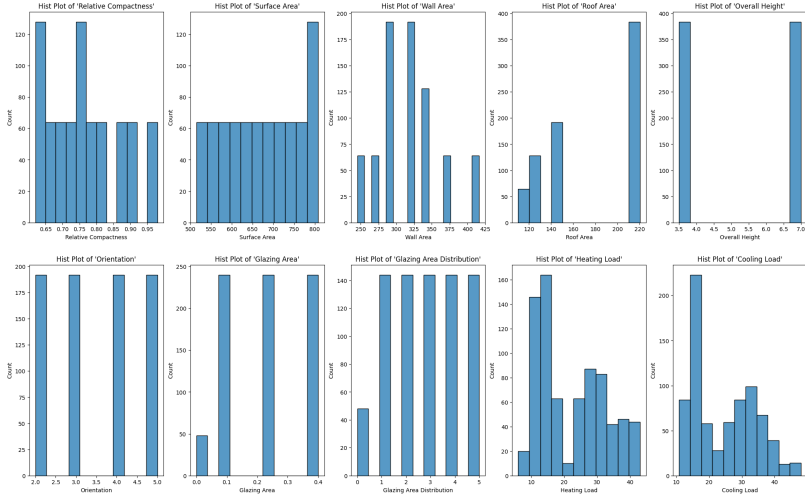 Hist Plot of 'Relative Compactness'
Hist Plot of 'Surface Area'
Hist Plot of 'Wall Area'
Hist Plot of 'Roof Area'
Hist Plot of 'Overall Height'
120
100
80
60
40
20
0
Count
0.65 0.70 0.75 0.80 0.85 0.90 0.95
Relative Compactness
120
100
80
60
40
20
0
Count
500 550 600 650 700 750 800
Surface Area
200
175
150
125
100
75
50
25
0
Count
250 275 300 325 350 375 400 425
Wall Area
400
350
300
250
200
150
100
50
0
Count
120 140 160 180 200 220
Roof Area
400
350
300
250
200
150
100
50
0
Count
3.5 4.0 4.5 5.0 5.5 6.0 6.5 7.0
Overall Height
Hist Plot of 'Orientation'
Hist Plot of 'Glazing Area'
Hist Plot of 'Glazing Area Distribution'
Hist Plot of 'Heating Load'
Hist Plot of 'Cooling Load'
200
175
150
125
100
75
50
25
0
Count
2.0 2.5 3.0 3.5 4.0 4.5 5.0
Orientation
250
200
150
100
50
0
Count
0.0 0.1 0.2 0.3 0.4
Glazing Area
140
120
100
80
60
40
20
0
Count
0 1 2 3 4 5
Glazing Area Distribution
160
140
120
100
80
60
40
20
0
Count
10 20 30 40
Heating Load
200
150
100
50
0
Count
10 20 30 40
Cooling Load